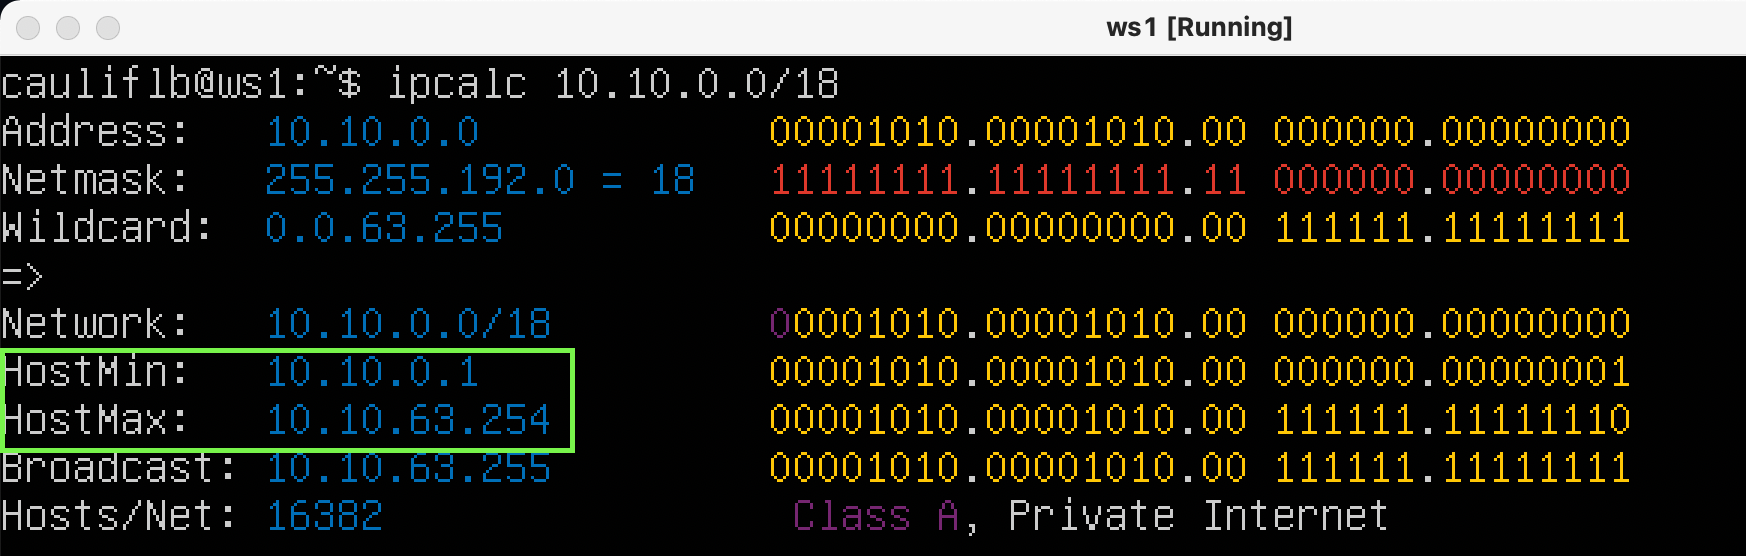 ws1 [Running]
cauliflb@ws1:~$ ipcalc 10.10.0.0/18
Address:   10.10.0.0            00001010.00001010.00 000000.00000000
Netmask:   255.255.192.0 = 18   11111111.11111111.11 000000.00000000
Wildcard:  0.0.63.255           00000000.00000000.00 111111.11111111
=>
Network:   10.10.0.0/18         00001010.00001010.00 000000.00000000
HostMin:   10.10.0.1            00001010.00001010.00 000000.00000001
HostMax:   10.10.63.254         00001010.00001010.00 111111.11111110
Broadcast: 10.10.63.255         00001010.00001010.00 111111.11111111
Hosts/Net: 16382                 Class A, Private Internet